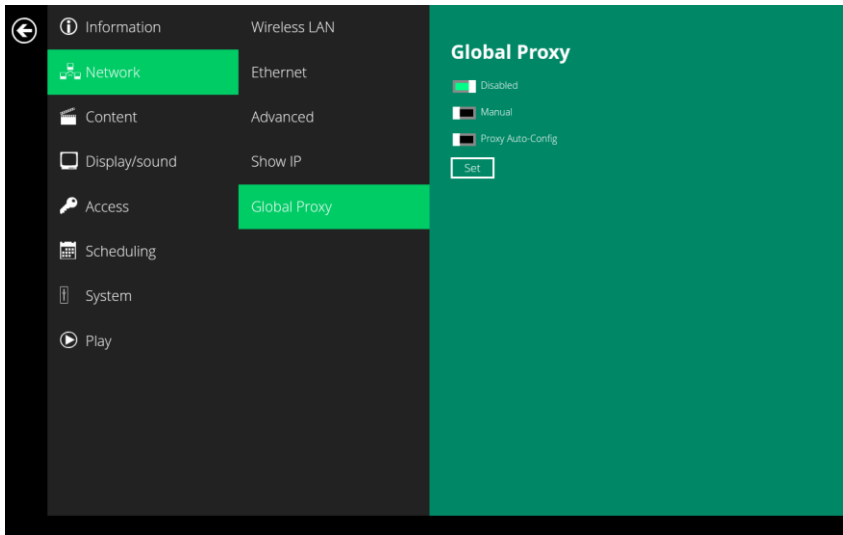 Information
Network
Content
Display/sound
Access
Scheduling
System
Play
Wireless LAN
Ethernet
Advanced
Show IP
Global Proxy
Global Proxy
Disabled
Manual
Proxy Auto-Config
Set